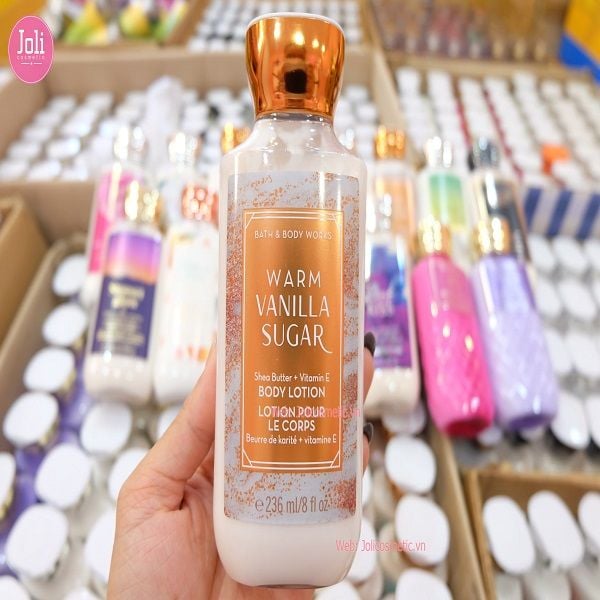 Joli
cosmetic
BATH & BODY WORKS
WARM
VANILLA
SUGAR
Shea Butter + Vitamin E
BODY LOTION
LOTION POUR
LE CORPS
Beurre de karité + vitamine E
℮ 236 ml/8 fl oz
Web: Jolicosmetic.vn